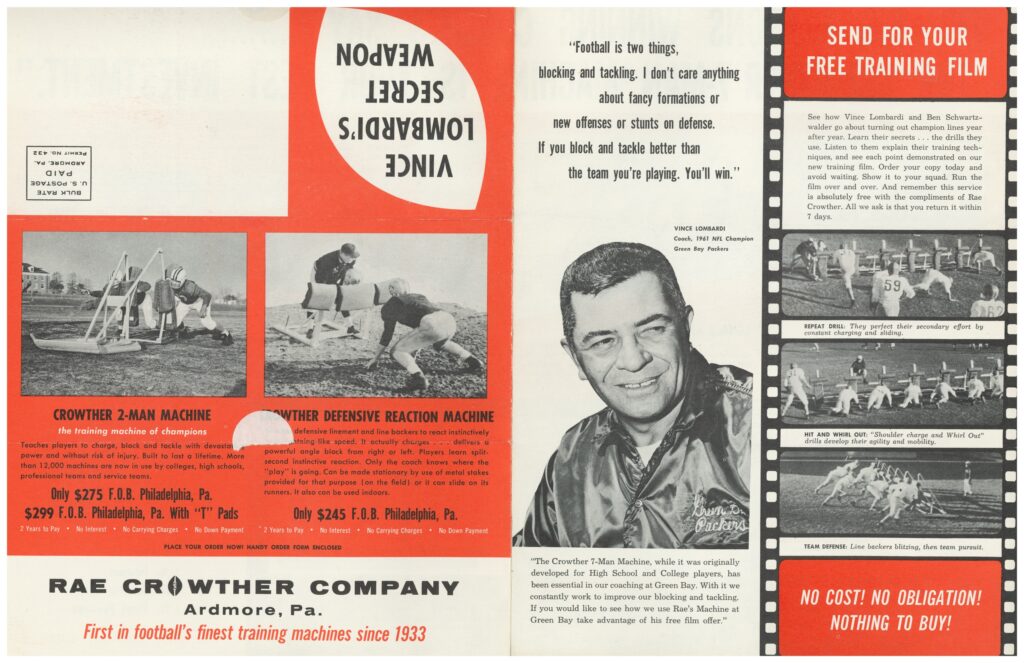 VINCE
LOMBARDI'S
SECRET
WEAPON
BULK RATE
U. S. POSTAGE
PAID
ARDMORE, PA.
PERMIT NO. 432
CROWTHER 2-MAN MACHINE
the training machine of champions
Teaches players to charge, block and tackle with devastating
power and without risk of injury. Built to last a lifetime. More
than 12,000 machines are now in use by colleges, high schools,
professional teams and service teams.
Only $275 F.O.B. Philadelphia, Pa.
$299 F.O.B. Philadelphia, Pa. With "T" Pads
2 Years to Pay • No Interest • No Carrying Charges • No Down Payment
OWTHER DEFENSIVE REACTION MACHINE
defensive linement and line backers to react instinctively
like speed. It actually charges . . . . delivers a
powerful angle block from right or left. Players learn split-
second instinctive reaction. Only the coach knows where the
"play" is going. Can be made stationary by use of metal stakes
provided for that purpose (on the field) or it can slide on its
runners. It also can be used indoors.
Only $245 F.O.B. Philadelphia, Pa.
2 Years to Pay • No Interest • No Carrying Charges • No Down Payment
PLACE YOUR ORDER NOW! HANDY ORDER FORM ENCLOSED
RAE CROWTHER COMPANY
Ardmore, Pa.
First in football's finest training machines since 1933
"Football is two things,
blocking and tackling. I don't care anything
about fancy formations or
new offenses or stunts on defense.
If you block and tackle better than
the team you're playing. You'll win."
VINCE LOMBARDI
Coach, 1961 NFL Champion
Green Bay Packers
Green B
Packers
"The Crowther 7-Man Machine, while it was originally
developed for High School and College players, has
been essential in our coaching at Green Bay. With it we
constantly work to improve our blocking and tackling.
If you would like to see how we use Rae's Machine at
Green Bay take advantage of his free film offer."
SEND FOR YOUR
FREE TRAINING FILM
See how Vince Lombardi and Ben Schwartz-
walder go about turning out champion lines year
after year. Learn their secrets . . . the drills they
use. Listen to them explain their training tech-
niques, and see each point demonstrated on our
new training film. Order your copy today and
avoid waiting. Show it to your squad. Run the
film over and over. And remember this service
is absolutely free with the compliments of Rae
Crowther. All we ask is that you return it within
7 days.
59
62
REPEAT DRILL: They perfect their secondary effort by
constant charging and sliding.
HIT AND WHIRL OUT: "Shoulder charge and Whirl Out"
drills develop their agility and mobility.
TEAM DEFENSE: Line backers blitzing, then team pursuit.
NO COST! NO OBLIGATION!
NOTHING TO BUY!